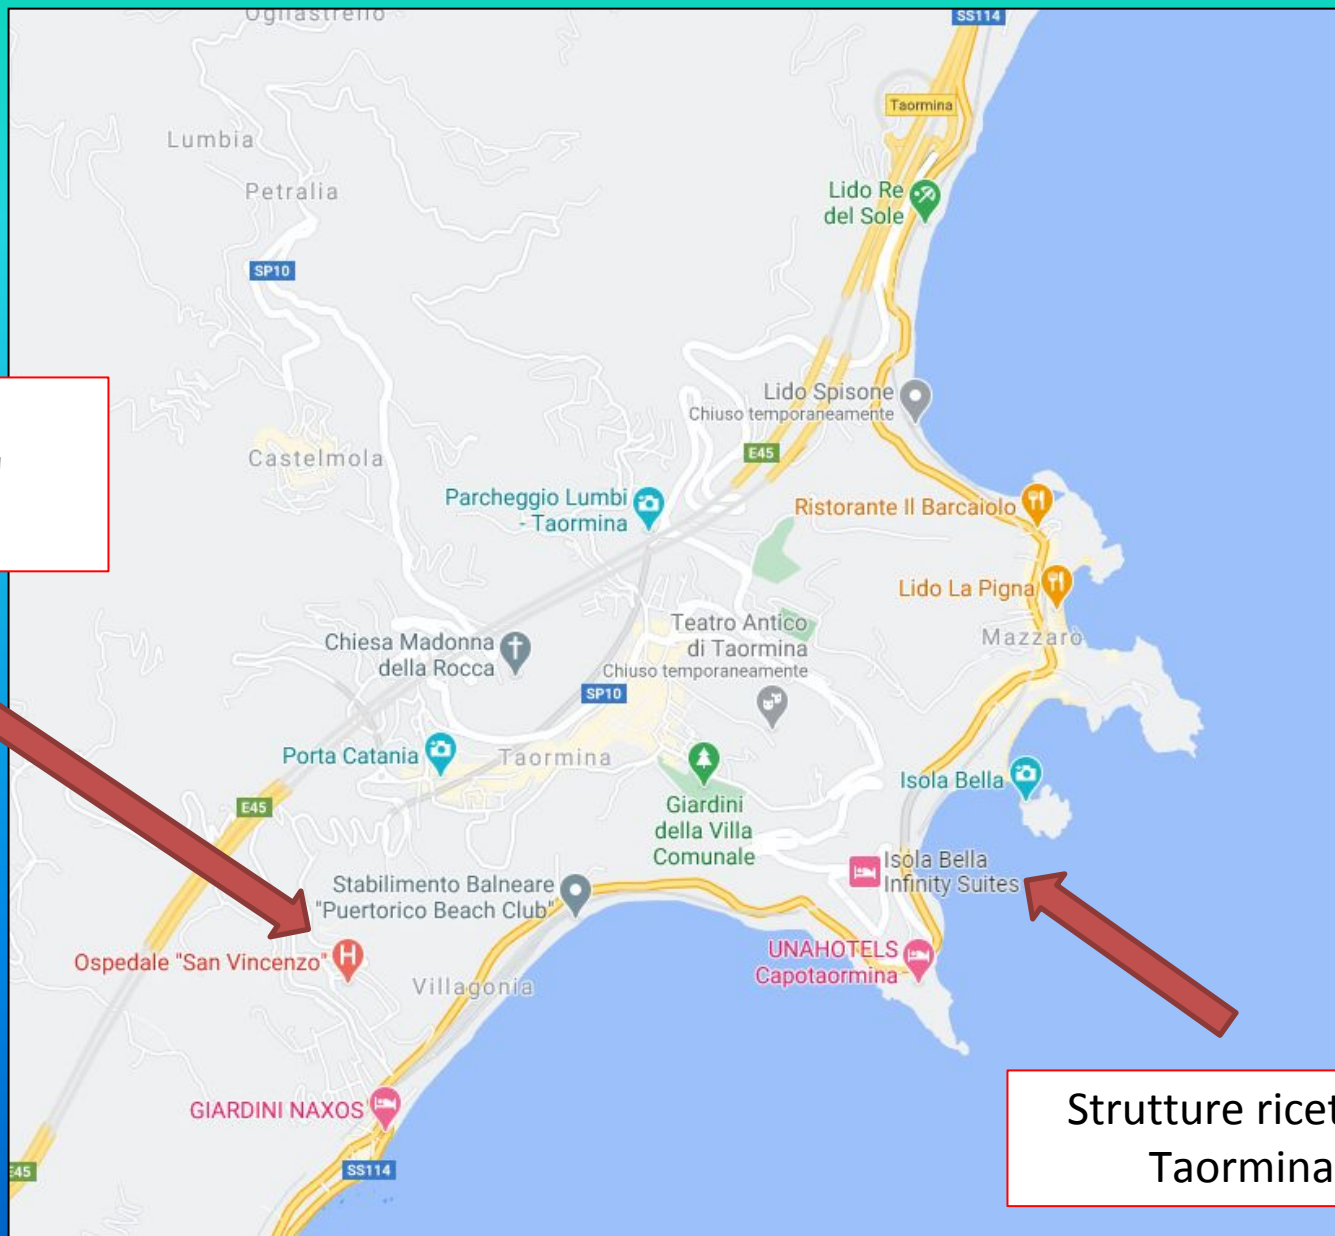 Ogliastrello
SS114
Taormina
Lumbia
Petralia
Lido Re
del Sole
SP10
Lido Spisone
Chiuso temporaneamente
E45
Castelmola
Parcheggio Lumbi
- Taormina
Ristorante Il Barcaiolo
Lido La Pigna
Teatro Antico
di Taormina
Chiuso temporaneamente
Mazzarò
Chiesa Madonna
della Rocca
SP10
Porta Catania
Taormina
Isola Bella
E45
Giardini
della Villa
Comunale
Isola Bella
Infinity Suites
Stabilimento Balneare
"Puertorico Beach Club"
UNAHOTELS
Capotaormina
Ospedale "San Vincenzo"
Villagonia
GIARDINI NAXOS
SS114
E45
Strutture
Taormina